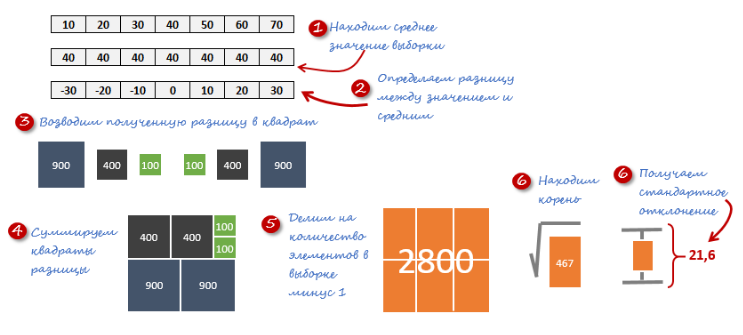 10 20 30 40 50 60 70
40 40 40 40 40 40 40
-30 -20 -10 0 10 20 30
1 Находим среднее
значение выборки
2 Определяем разницу
между значением и
средним
3 Возводим полученную разницу в квадрат
900 400 100 100 400 900
4 Суммируем
квадраты
разницы
400 400 100
100
900 900
5 Делим на
количество
элементов в
выборке
минус 1
2800
6 Находим
корень
467
6 Получаем
стандартное
отклонение
21,6